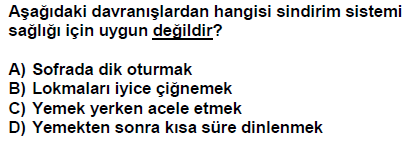 Aşağıdaki davranışlardan hangisi sindirim sistemi
sağlığı için uygun değildir?
A) Sofrada dik oturmak
B) Lokmaları iyice çiğnemek
C) Yemek yerken acele etmek
D) Yemekten sonra kısa süre dinlenmek